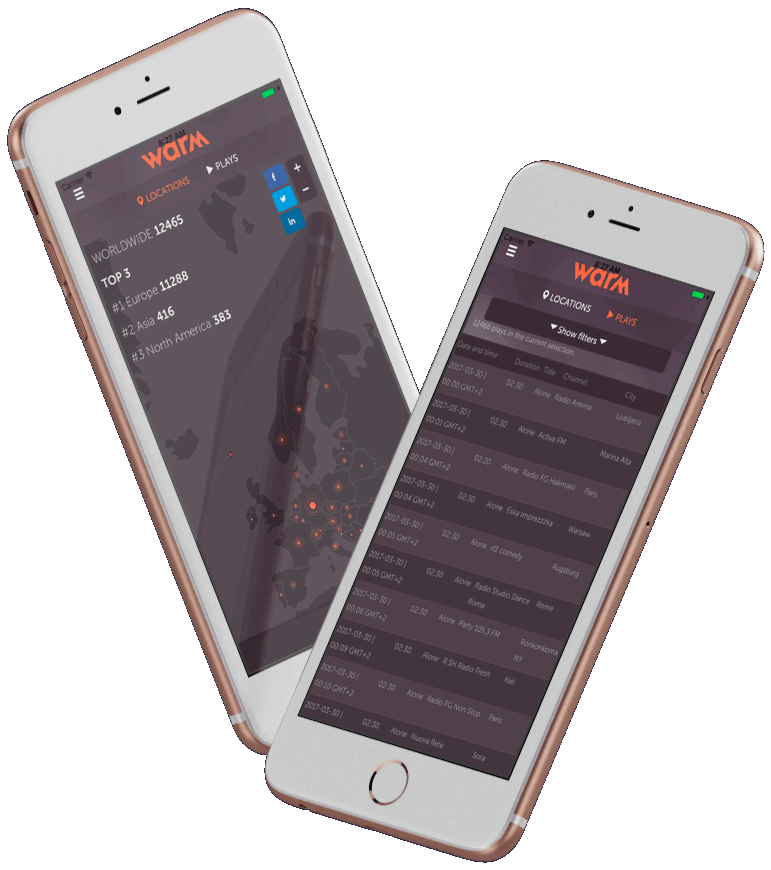 Carrier
8:27 AM
warm
LOCATIONS
PLAYS
f
+
−
in
WORLDWIDE 12465
TOP 3
#1 Europe 11288
#2 Asia 416
#3 North America 383
Carrier
8:27 AM
warm
LOCATIONS
PLAYS
Show filters
12466 plays in the current selection.
Date and time Duration Title Channel City
2017-03-30 |
00:00 GMT+2 02:30 Alone Radio Antena Ljubljana
2017-03-30 |
00:01 GMT+2 02:30 Alone Activa FM Marina Alta
2017-03-30 |
00:04 GMT+2 02:20 Alone Radio FG Hakmakli Paris
2017-03-30 |
00:04 GMT+2 02:30 Alone Eska Imprezzzka Warsaw
2017-03-30 |
00:05 GMT+2 02:30 Alone rt1 comedy Augsburg
2017-03-30 |
00:05 GMT+2 02:30 Alone Radio Studio Dance Rome
Roma
2017-03-30 |
00:06 GMT+2 02:30 Alone Party 105.3 FM Ronkonkoma
NY
2017-03-30 |
00:09 GMT+2 02:30 Alone R.SH Radio Fresh Kiel
2017-03-30 |
00:10 GMT+2 02:30 Alone Radio FG Non Stop Paris
2017-03-30 | 02:30 Alone Nuova Rete Sora